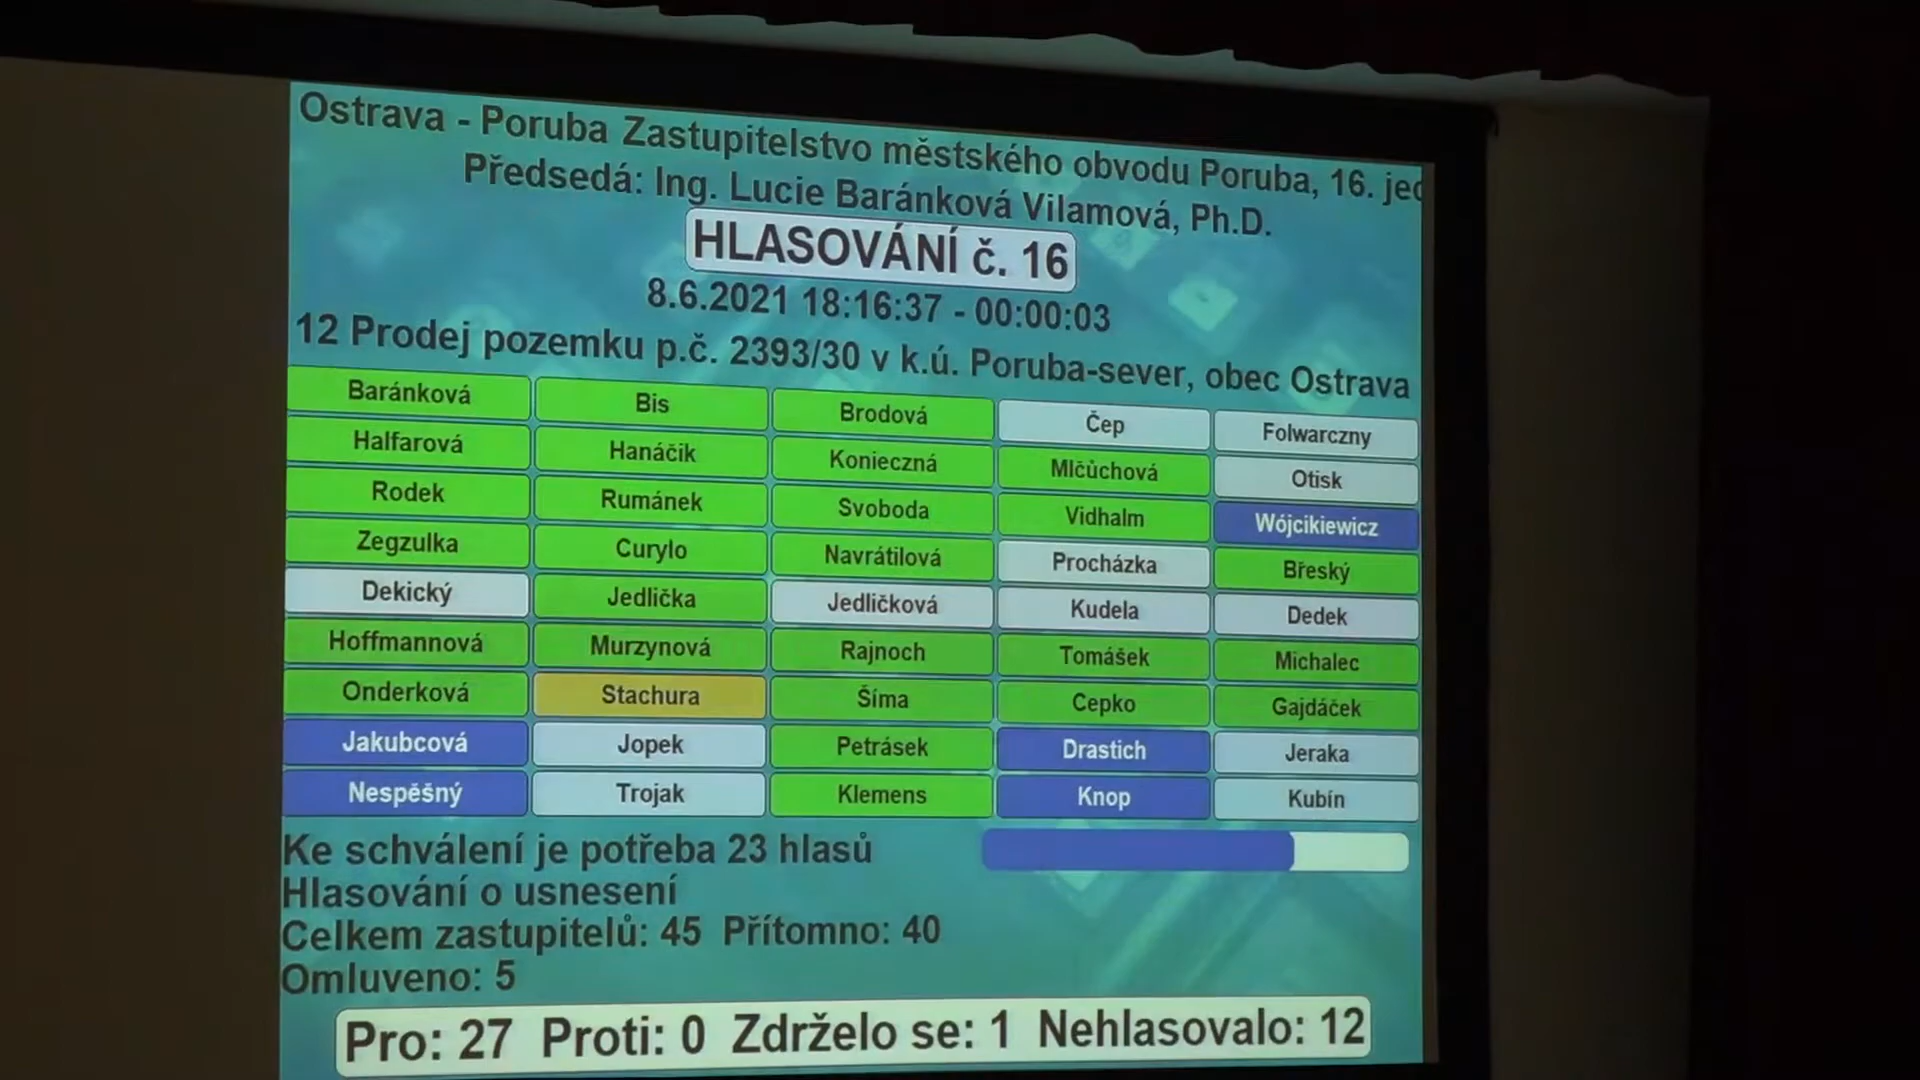 Ostrava - Poruba Zastupitelstvo městského obvodu Poruba, 16. jec
Předsedá: Ing. Lucie Baránková Vilamová, Ph.D.
HLASOVÁNÍ č. 16
8.6.2021 18:16:37 - 00:00:03
12 Prodej pozemku p.č. 2393/30 v k.ú. Poruba-sever, obec Ostrava
Baránková Bis Brodová Čep Folwarczny
Halfarová Hanáčik Konieczná Mlčůchová Otisk
Rodek Rumánek Svoboda Vidhalm Wójcikiewicz
Zegzulka Curylo Navrátilová Procházka Břeský
Dekický Jedlička Jedličková Kudela Dedek
Hoffmannová Murzynová Rajnoch Tomášek Michalec
Onderková Stachura Šíma Cepko Gajdáček
Jakubcová Jopek Petrásek Drastich Jeraka
Nespěšný Trojak Klemens Knop Kubín
Ke schválení je potřeba 23 hlasů
Hlasování o usnesení
Celkem zastupitelů: 45 Přítomno: 40
Omluveno: 5
Pro: 27 Proti: 0 Zdrželo se: 1 Nehlasovalo: 12